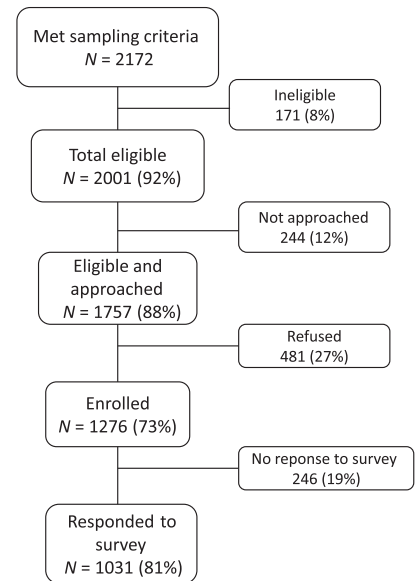 Met sampling criteria
N = 2172
Ineligible
171 (8%)
Total eligible
N = 2001 (92%)
Not approached
244 (12%)
Eligible and
approached
N = 1757 (88%)
Refused
481 (27%)
Enrolled
N = 1276 (73%)
No reponse to survey
246 (19%)
Responded to
survey
N = 1031 (81%)